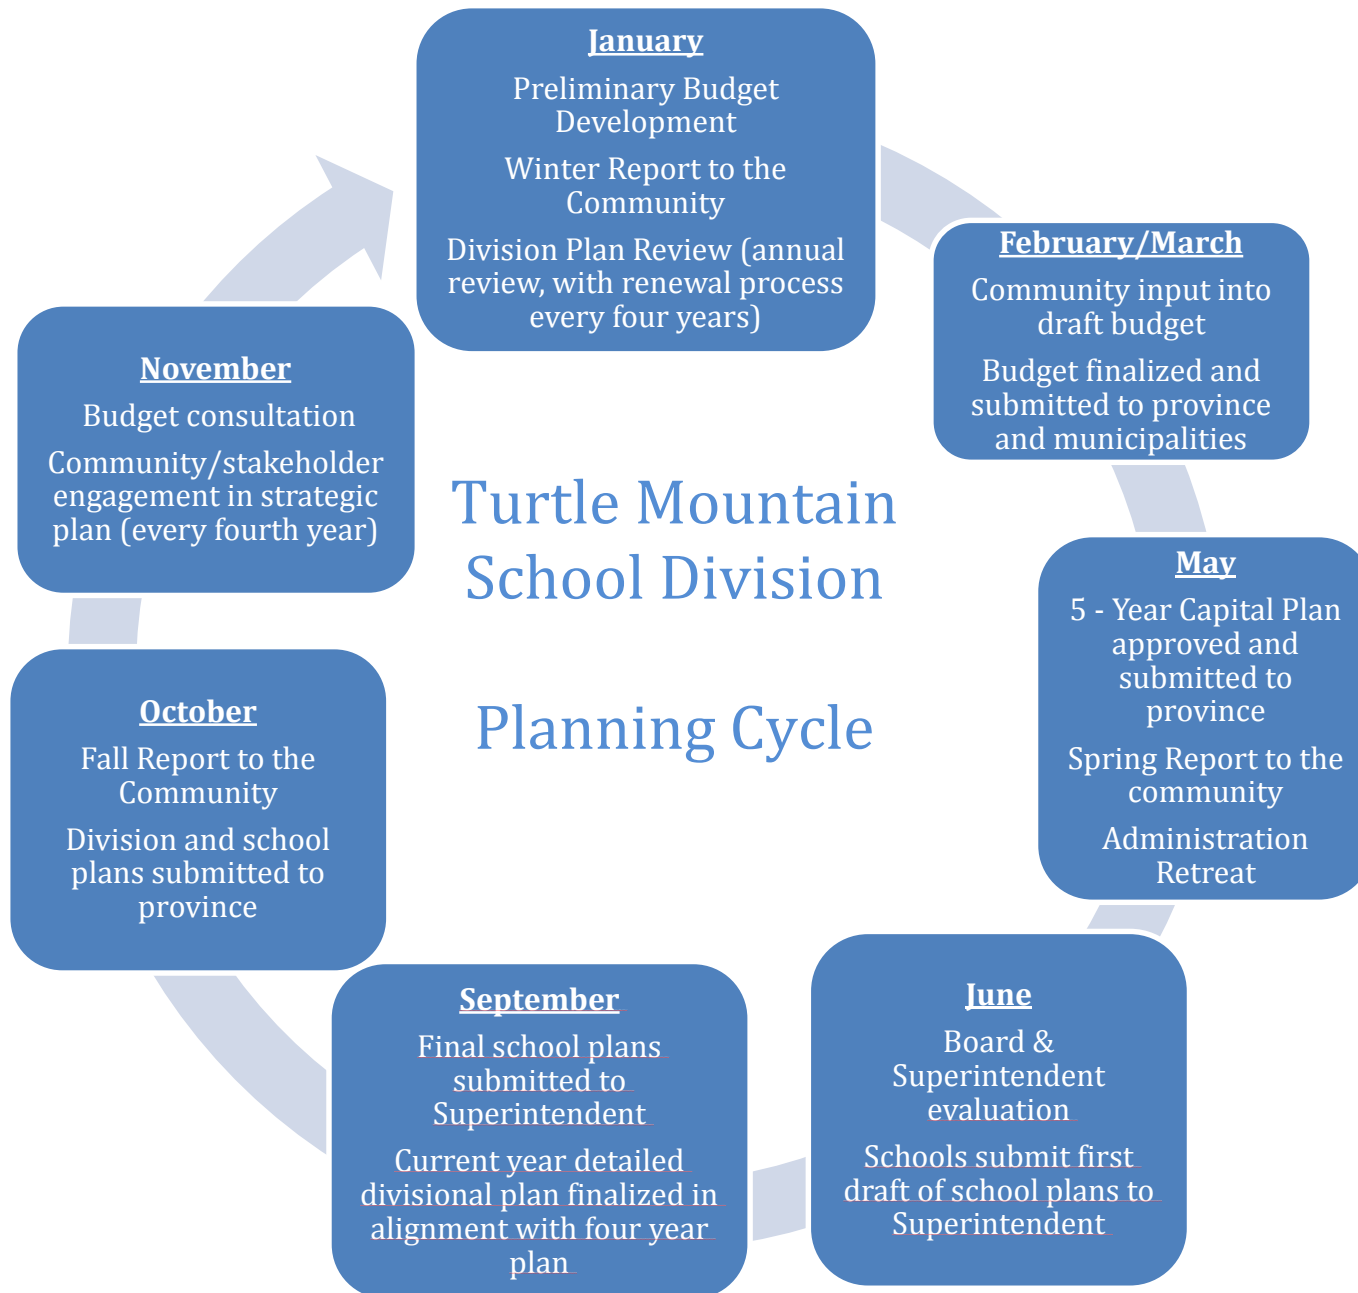 January
Preliminary Budget
Development
Winter Report to the
Community
Division Plan Review (annual
review, with renewal process
every four years)
February/March
Community input into
draft budget
Budget finalized and
submitted to province
and municipalities
May
5 - Year Capital Plan
approved and
submitted to
province
Spring Report to the
community
Administration
Retreat
June
Board &
Superintendent
evaluation
Schools submit first
draft of school plans to
Superintendent
September
Final school plans
submitted to
Superintendent
Current year detailed
divisional plan finalized in
alignment with four year
plan
October
Fall Report to the
Community
Division and school
plans submitted to
province
November
Budget consultation
Community/stakeholder
engagement in strategic
plan (every fourth year)
Turtle Mountain
School Division
Planning Cycle